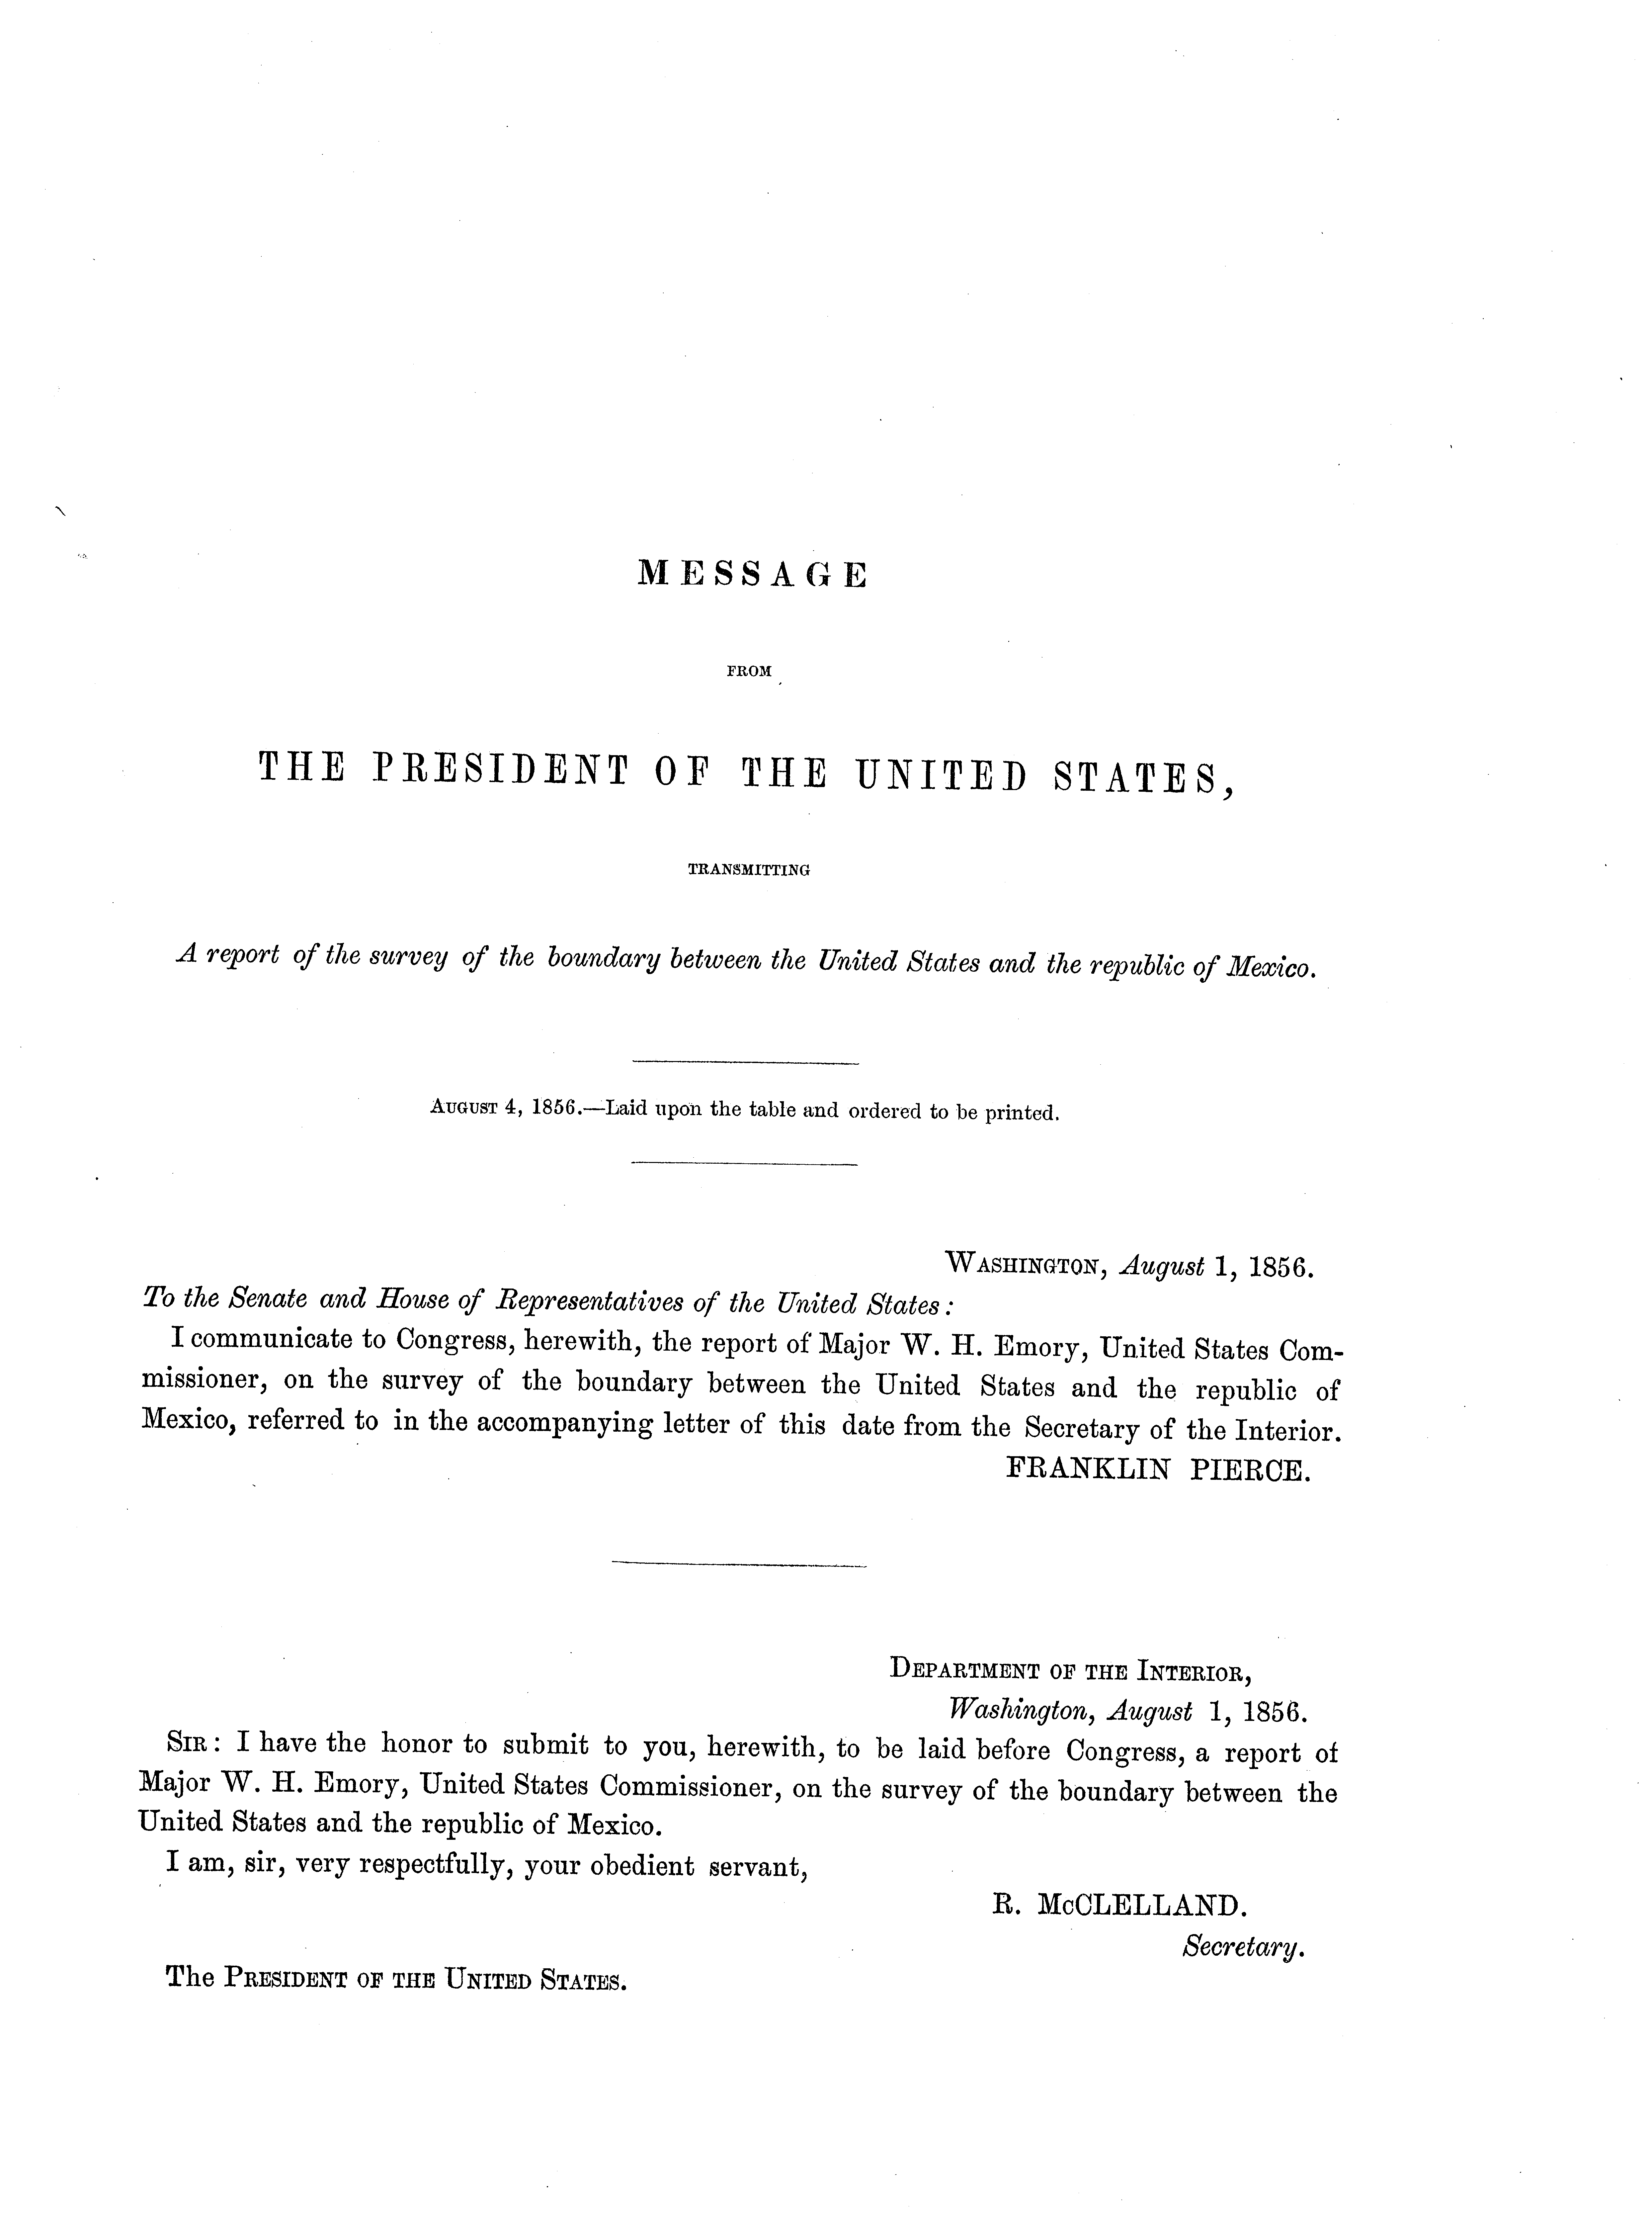 MESSAGE
FROM
THE PRESIDENT OF THE UNITED STATES,
TRANSMITTING
A report of the survey of the boundary between the United States and the republic of Mexico.
AUGUST 4, 1856.—Laid upon the table and ordered to be printed.
WASHINGTON, August 1, 1856.
To the Senate and House of Representatives of the United States:
I communicate to Congress, herewith, the report of Major W. H. Emory, United States Com-
missioner, on the survey of the boundary between the United States and the republic of
Mexico, referred to in the accompanying letter of this date from the Secretary of the Interior.
FRANKLIN PIERCE.
DEPARTMENT OF THE INTERIOR,
Washington, August 1, 1856.
SIR: I have the honor to submit to you, herewith, to be laid before Congress, a report of
Major W. H. Emory, United States Commissioner, on the survey of the boundary between the
United States and the republic of Mexico.
I am, sir, very respectfully, your obedient servant,
R. McCLELLAND.
Secretary.
The PRESIDENT OF THE UNITED STATES.